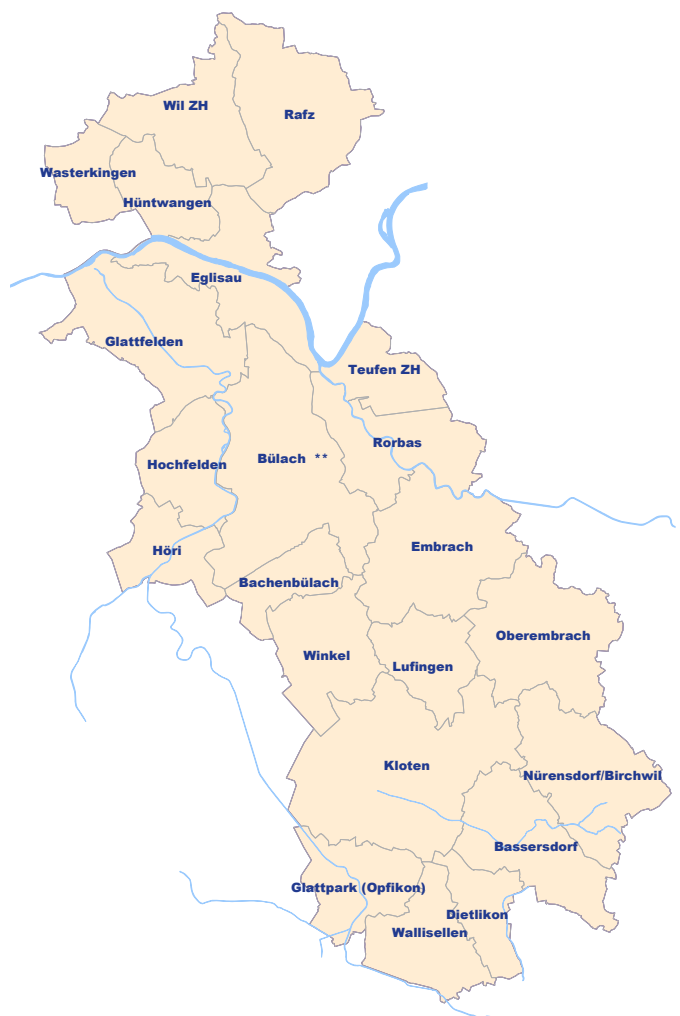 Wil ZH
Rafz
Wasterkingen
Hüntwangen
Eglisau
Glattfelden
Teufen ZH
Rorbas
Bülach **
Hochfelden
Höri
Embrach
Bachenbülach
Oberembrach
Winkel
Lufingen
Kloten
Nürensdorf/Birchwil
Bassersdorf
Glattpark (Opfikon)
Dietlikon
Wallisellen